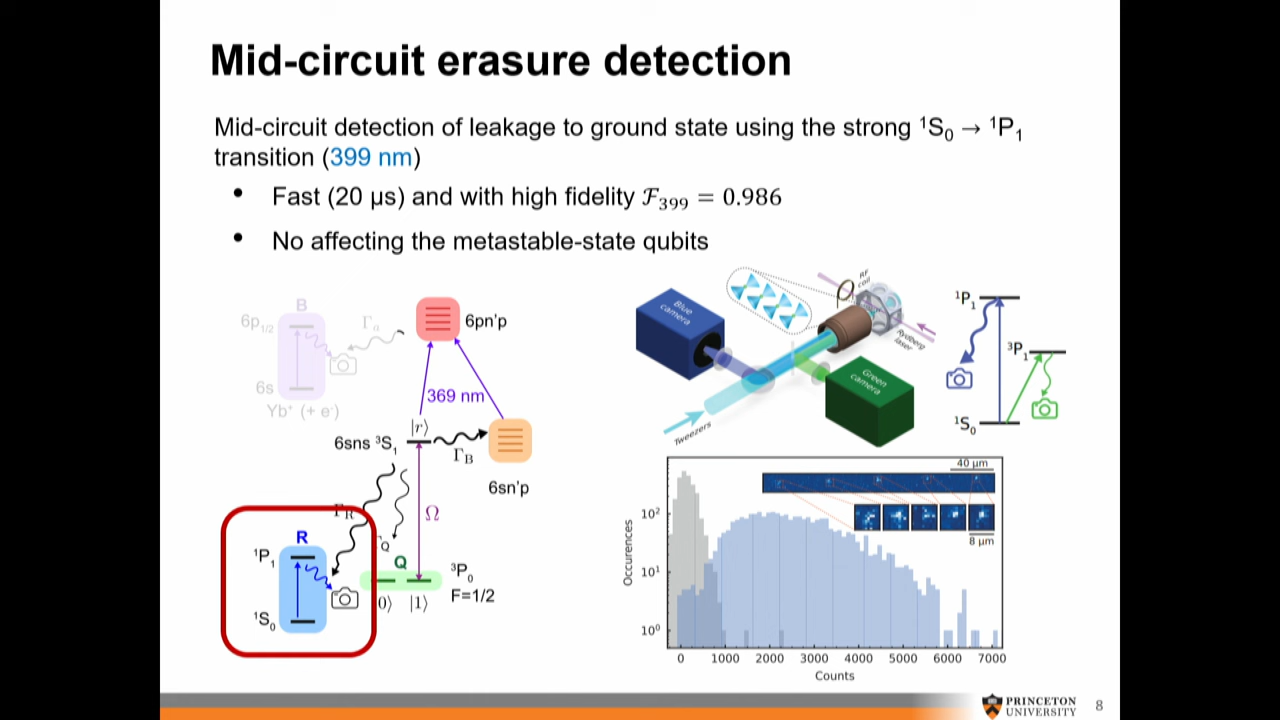 Mid-circuit erasure detection
Mid-circuit detection of leakage to ground state using the strong ¹S₀ → ¹P₁
transition (399 nm)
• Fast (20 μs) and with high fidelity ℱ₃₉₉ = 0.986
• No affecting the metastable-state qubits
B
6p₁/₂
Γα
6s
Yb⁺ (+ e⁻)
6pn'p
369 nm
|r⟩
6sns ³S₁
Γ_B
6sn'p
Ω
Γ_R
Q
R
¹P₁
¹S₀
Q
0⟩ |1⟩
³P₀
F=1/2
Blue
camera
RF
coil
Rydberg
laser
Green
camera
Tweezers
¹P₁
³P₁
¹S₀
40 μm
8 μm
Occurences
10²
10¹
10⁰
0 1000 2000 3000 4000 5000 6000 7000
Counts
PRINCETON
UNIVERSITY
8